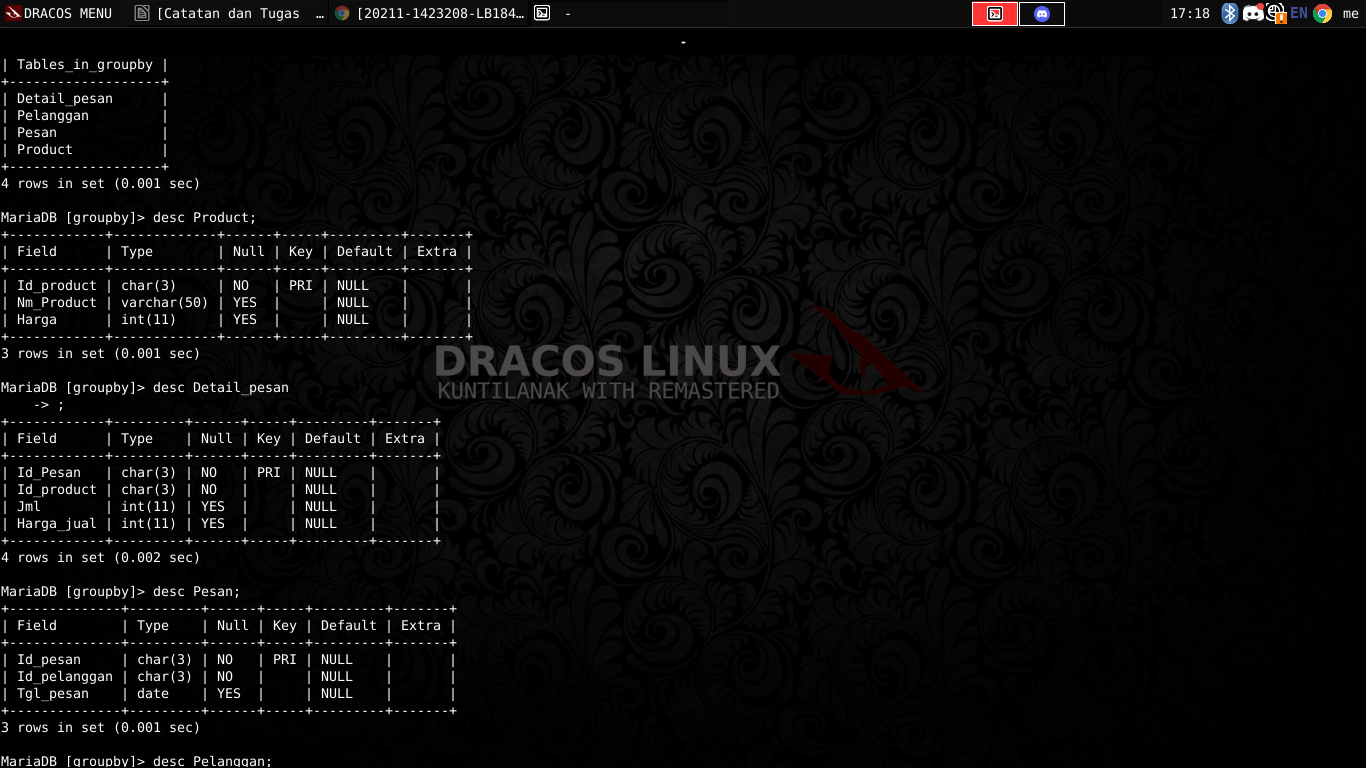 DRACOS MENU [Catatan dan Tugas … [20211-1423208-LB184… - 17:18 EN me
-
| Tables_in_groupby |
+-------------------+
| Detail_pesan      |
| Pelanggan         |
| Pesan             |
| Product           |
+-------------------+
4 rows in set (0.001 sec)
MariaDB [groupby]> desc Product;
+------------+-------------+------+-----+---------+-------+
| Field      | Type        | Null | Key | Default | Extra |
+------------+-------------+------+-----+---------+-------+
| Id_product | char(3)     | NO   | PRI | NULL    |       |
| Nm_Product | varchar(50) | YES  |     | NULL    |       |
| Harga      | int(11)     | YES  |     | NULL    |       |
+------------+-------------+------+-----+---------+-------+
3 rows in set (0.001 sec)
DRACOS LINUX
KUNTILANAK WITH REMASTERED
MariaDB [groupby]> desc Detail_pesan
    -> ;
+------------+---------+------+-----+---------+-------+
| Field      | Type    | Null | Key | Default | Extra |
+------------+---------+------+-----+---------+-------+
| Id_Pesan   | char(3) | NO   | PRI | NULL    |       |
| Id_product | char(3) | NO   |     | NULL    |       |
| Jml        | int(11) | YES  |     | NULL    |       |
| Harga_jual | int(11) | YES  |     | NULL    |       |
+------------+---------+------+-----+---------+-------+
4 rows in set (0.002 sec)
MariaDB [groupby]> desc Pesan;
+--------------+---------+------+-----+---------+-------+
| Field        | Type    | Null | Key | Default | Extra |
+--------------+---------+------+-----+---------+-------+
| Id_pesan     | char(3) | NO   | PRI | NULL    |       |
| Id_pelanggan | char(3) | NO   |     | NULL    |       |
| Tgl_pesan    | date    | YES  |     | NULL    |       |
+--------------+---------+------+-----+---------+-------+
3 rows in set (0.001 sec)
MariaDB [groupby]> desc Pelanggan;